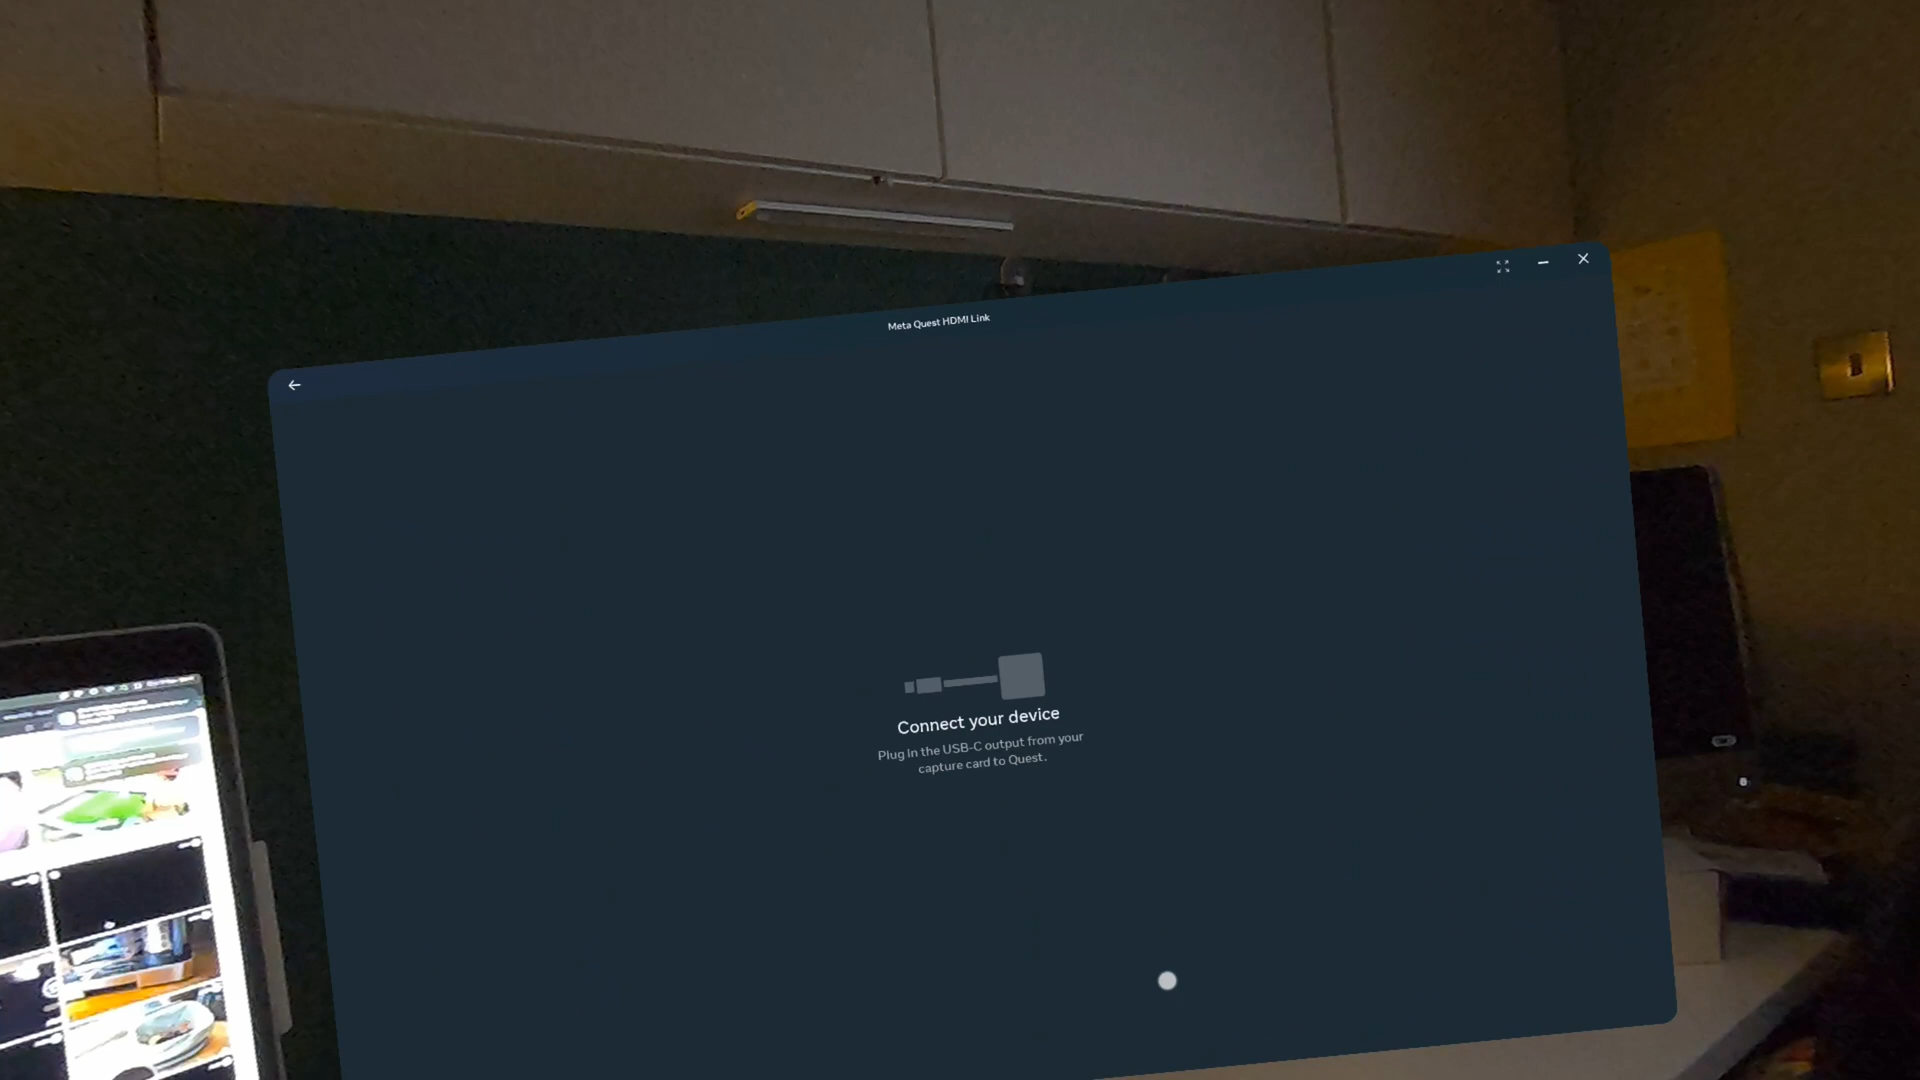 Meta Quest HDMI Link
Connect your device
Plug in the USB-C output from your
capture card to Quest.